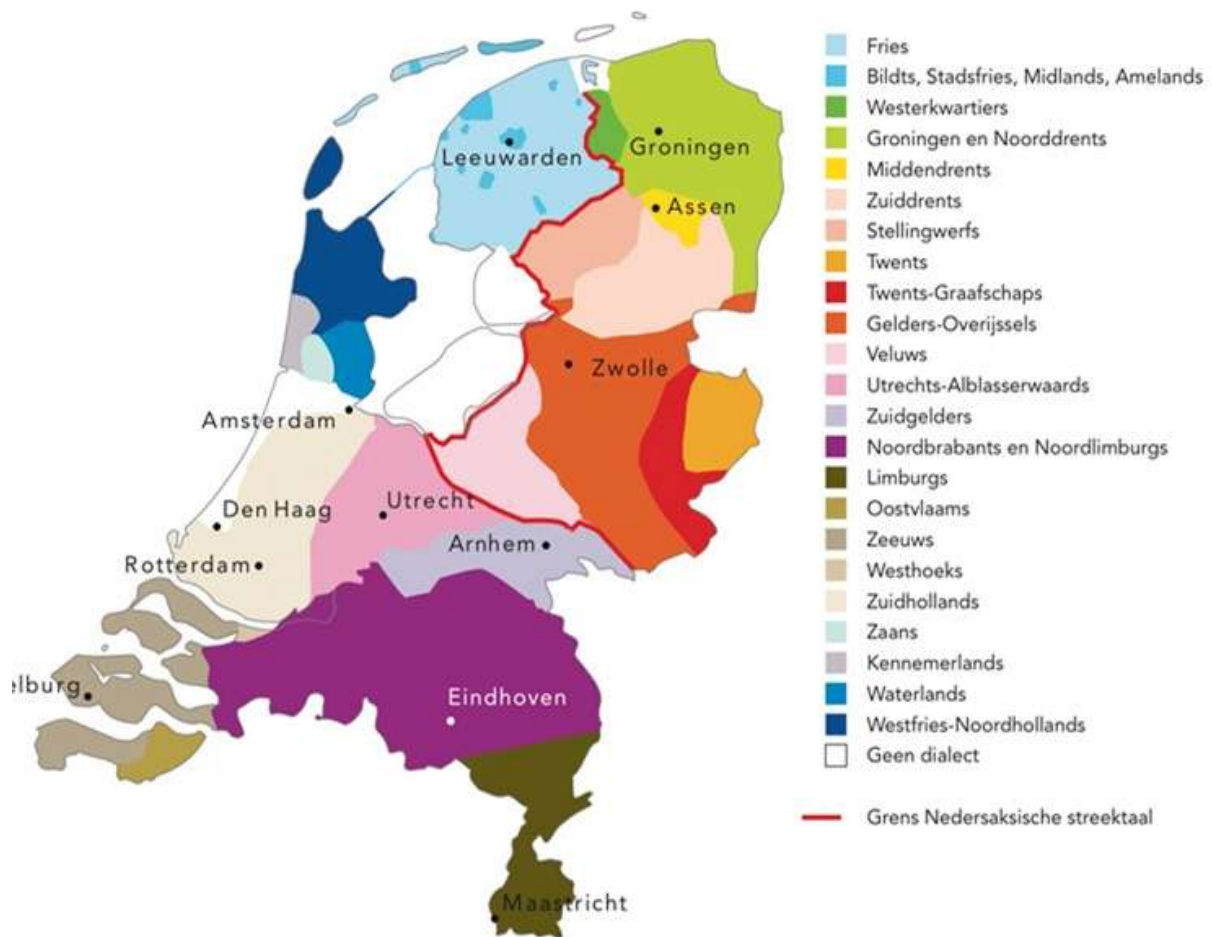 Leeuwarden
Groningen
Assen
Zwolle
Amsterdam
Utrecht
Den Haag
Arnhem
Rotterdam
elburg
Eindhoven
Maastricht
Fries
Bildts, Stadsfries, Midlands, Amelands
Westerkwartiers
Groningen en Noorddrents
Middendrents
Zuiddrents
Stellingwerfs
Twents
Twents-Graafschaps
Gelders-Overijssels
Veluws
Utrechts-Alblasserwaards
Zuidgelders
Noordbrabants en Noordlimburgs
Limburgs
Oostvlaams
Zeeuws
Westhoeks
Zuidhollands
Zaans
Kennemerlands
Waterlands
Westfries-Noordhollands
Geen dialect
Grens Nedersaksische streektaal